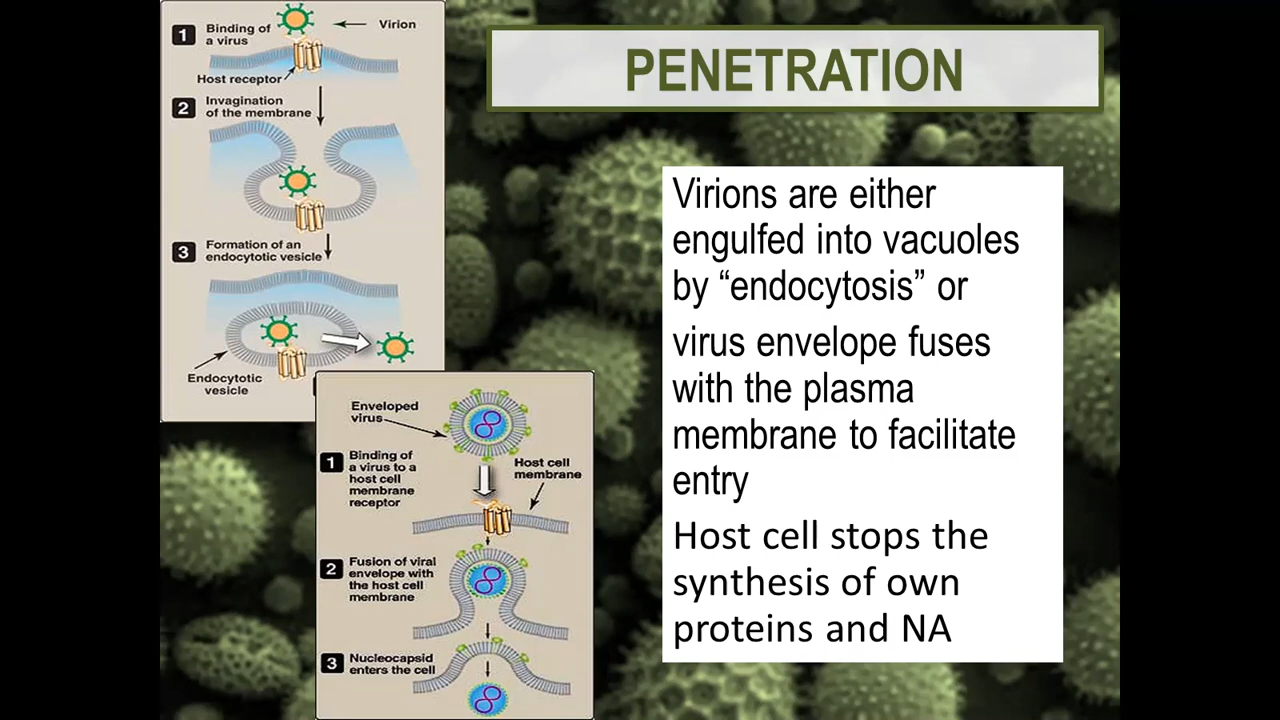 PENETRATION
1 Binding of
a virus
Virion
Host receptor
2 Invagination
of the membrane
3 Formation of an
endocytotic vesicle
Endocytotic
vesicle
Enveloped
virus
1 Binding of
a virus to a
host cell
membrane
receptor
Host cell
membrane
2 Fusion of viral
envelope with
the host cell
membrane
3 Nucleocapsid
enters the cell
Virions are either
engulfed into vacuoles
by “endocytosis” or
virus envelope fuses
with the plasma
membrane to facilitate
entry
Host cell stops the
synthesis of own
proteins and NA